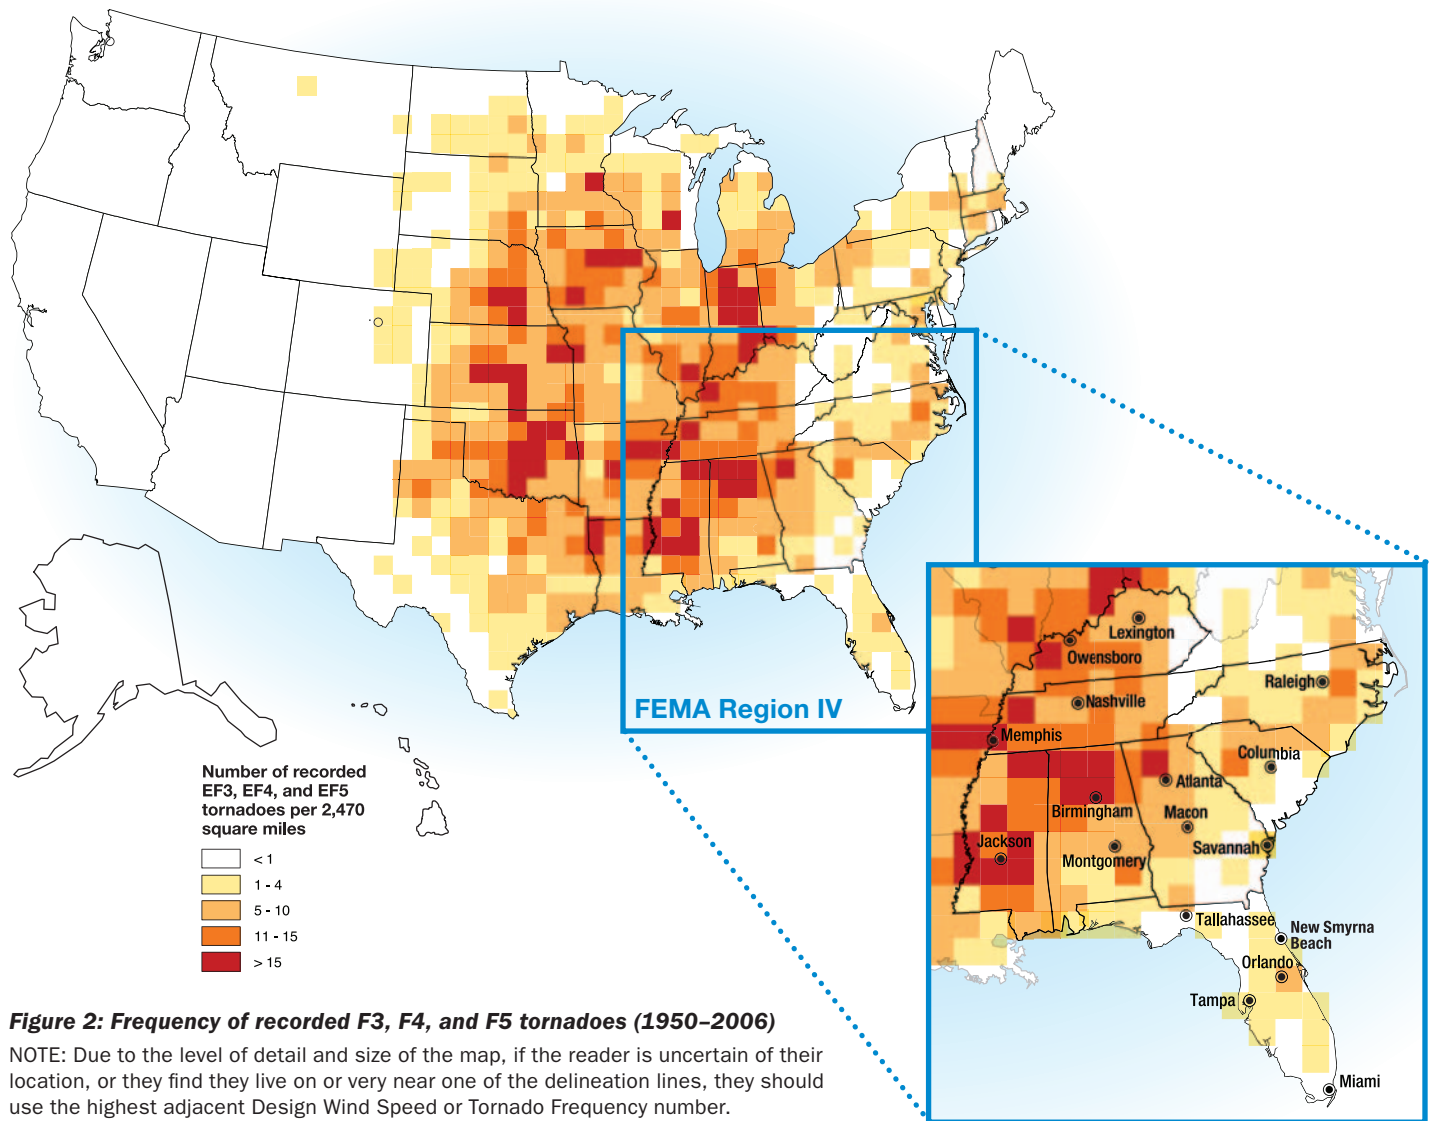 FEMA Region IV
Lexington
Owensboro
Nashville
Raleigh
Memphis
Columbia
Atlanta
Birmingham
Macon
Jackson
Montgomery
Savannah
Tallahassee
New Smyrna
Beach
Orlando
Tampa
Miami
Number of recorded
EF3, EF4, and EF5
tornadoes per 2,470
square miles
< 1
1 - 4
5 - 10
11 - 15
> 15
Figure 2: Frequency of recorded F3, F4, and F5 tornadoes (1950–2006)
NOTE: Due to the level of detail and size of the map, if the reader is uncertain of their
location, or they find they live on or very near one of the delineation lines, they should
use the highest adjacent Design Wind Speed or Tornado Frequency number.